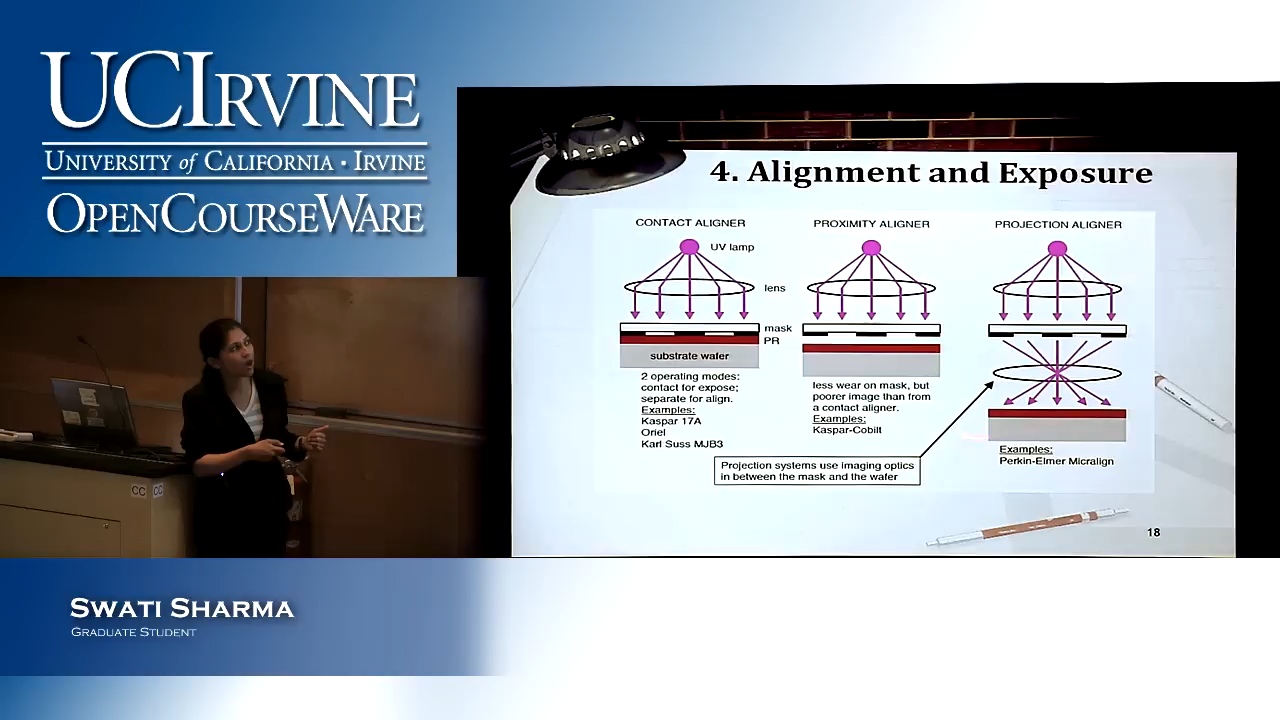 UCIRVINE
UNIVERSITY of CALIFORNIA · IRVINE
OPENCOURSEWARE
4. Alignment and Exposure
CONTACT ALIGNER
UV lamp
lens
mask
PR
substrate wafer
2 operating modes:
contact for expose;
separate for align.
Examples:
Kaspar 17A
Oriel
Karl Suss MJB3
PROXIMITY ALIGNER
less wear on mask, but
poorer image than from
a contact aligner.
Examples:
Kaspar-Cobilt
PROJECTION ALIGNER
Examples:
Perkin-Elmer Micralign
Projection systems use imaging optics
in between the mask and the wafer
18
CC
CC
SWATI SHARMA
GRADUATE STUDENT